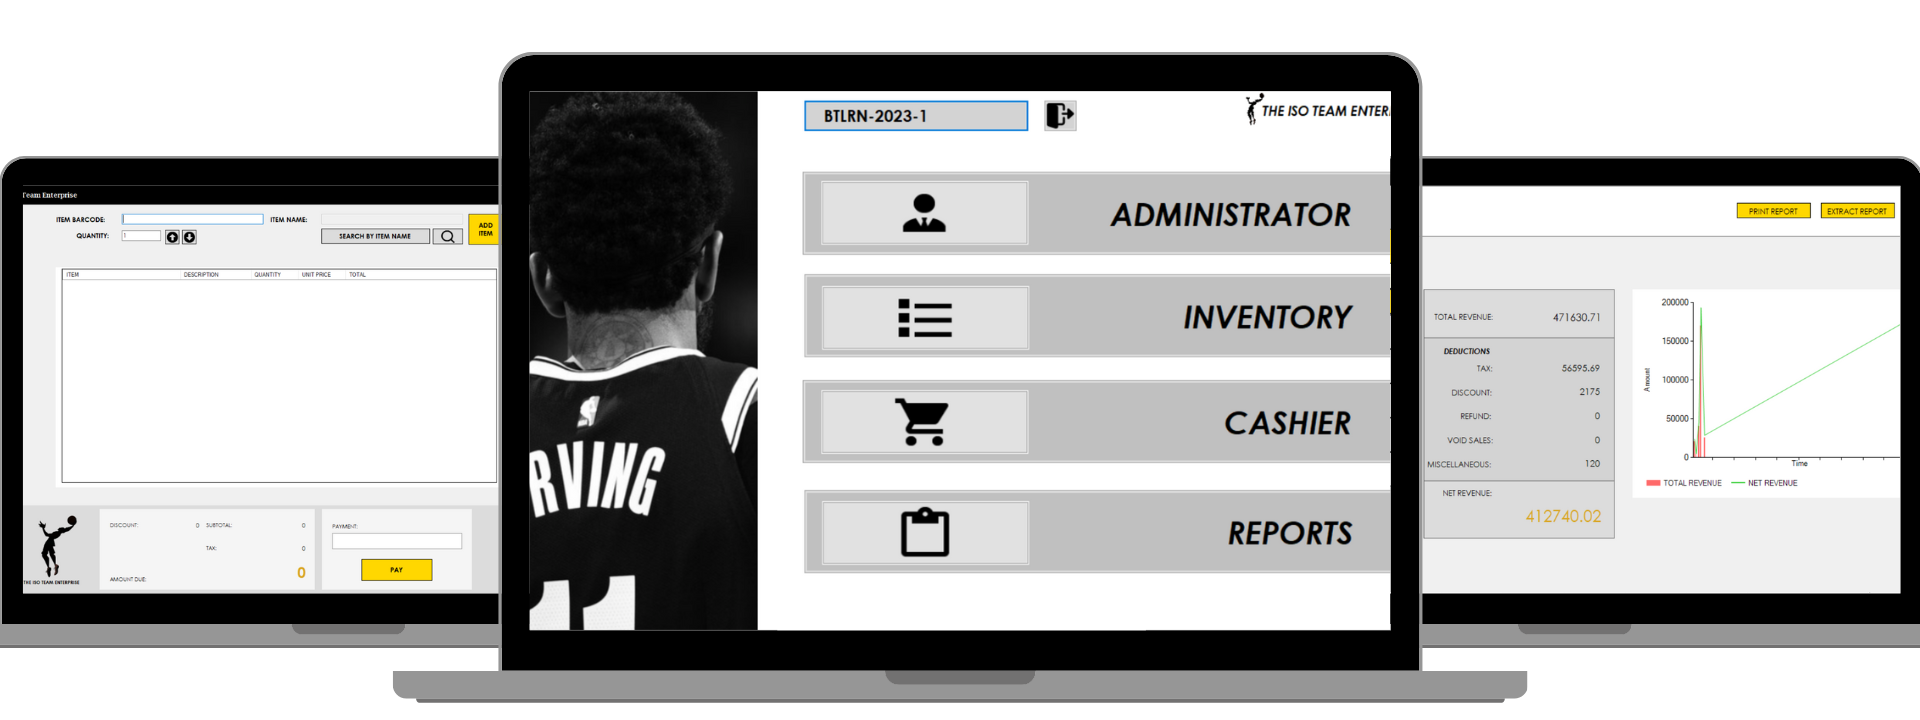 Team Enterprise
ITEM BARCODE:
ITEM NAME:
QUANTITY:
1
SEARCH BY ITEM NAME
ADD
ITEM
ITEM DESCRIPTION QUANTITY UNIT PRICE TOTAL
DISCOUNT: 0 SUBTOTAL: 0
TAX: 0
AMOUNT DUE: 0
PAYMENT:
PAY
THE ISO TEAM ENTERPRISE
BTLRN-2023-1
THE ISO TEAM ENTER
ADMINISTRATOR
INVENTORY
CASHIER
REPORTS
RVING
11
PRINT REPORT EXTRACT REPORT
TOTAL REVENUE: 471630.71
DEDUCTIONS
TAX: 56595.69
DISCOUNT: 2175
REFUND: 0
VOID SALES: 0
MISCELLANEOUS: 120
NET REVENUE:
412740.02
200000
150000
100000
50000
0
Amount
Time
TOTAL REVENUE NET REVENUE